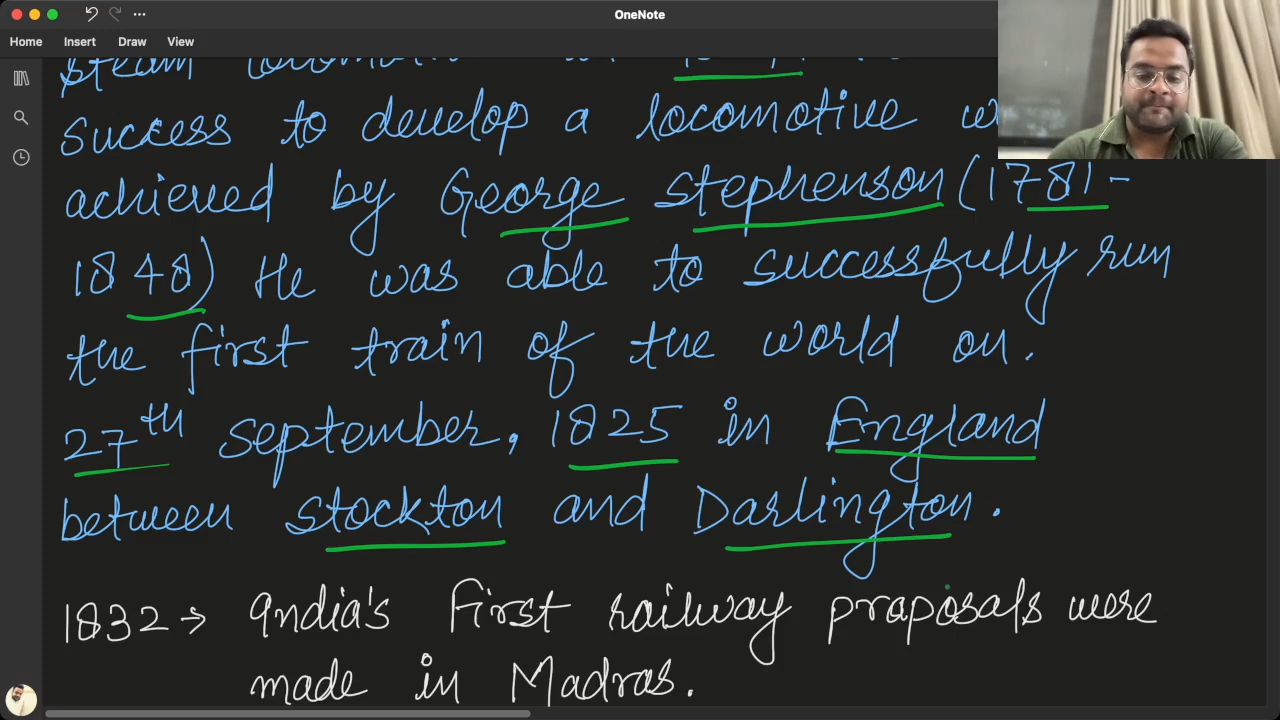 OneNote
Home Insert Draw View
steam
success to develop a locomotive
achieved by George Stephenson (1781-
1848) He was able to successfully run
the first train of the world on.
27th September, 1825 in England
between Stockton and Darlington.
1832 → India's First railway praposals were
made in Madras.